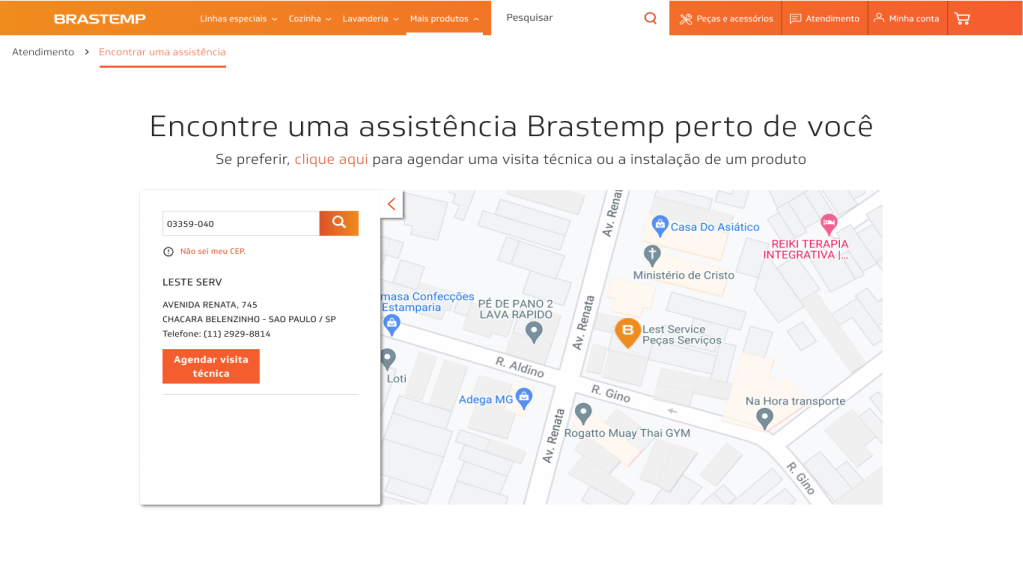 BRASTEMP
Linhas especiais
Cozinha
Lavanderia
Mais produtos
Pesquisar
Peças e acessórios
Atendimento
Minha conta
Atendimento > Encontrar uma assistência
Encontre uma assistência Brastemp perto de você
Se preferir, clique aqui para agendar uma visita técnica ou a instalação de um produto
03359-040
Não sei meu CEP.
LESTE SERV
AVENIDA RENATA, 745
CHACARA BELENZINHO - SAO PAULO / SP
Telefone: (11) 2929-8814
Agendar visita
técnica
Av. Renata
Casa Do Asiático
REIKI TERAPIA
INTEGRATIVA |...
Ministério de Cristo
masa Confecções
Estamparia
PÉ DE PANO 2
LAVA RAPIDO
Av. Renata
B
Lest Service
Peças Serviços
R. Aldino
Loti
R. Gino
Adega MG
Na Hora transporte
Av. Renata
Rogatto Muay Thai GYM
R. Gino